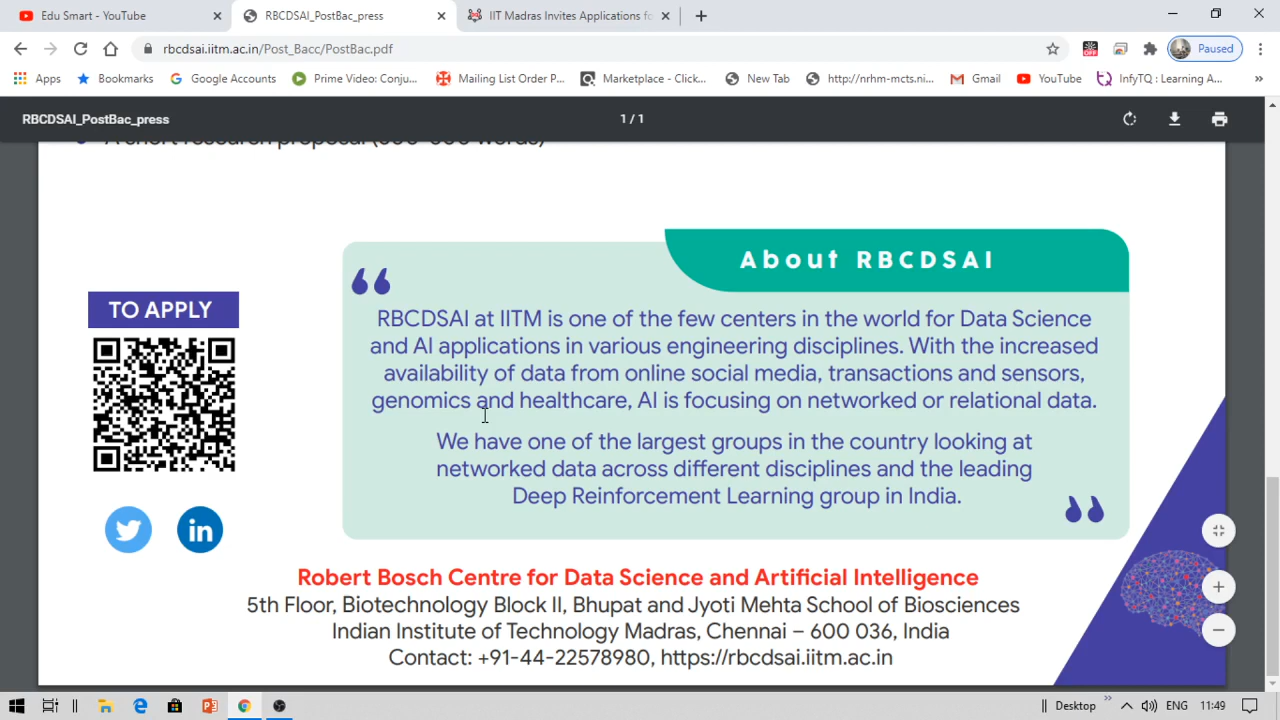 Edu Smart - YouTube
RBCDSAI_PostBac_press
IIT Madras Invites Applications fo
rbcdsai.iitm.ac.in/Post_Bacc/PostBac.pdf
OFF
Paused
Apps
Bookmarks
Google Accounts
Prime Video: Conju...
Mailing List Order P...
Marketplace - Click...
New Tab
http://nrhm-mcts.ni...
Gmail
YouTube
InfyTQ : Learning A...
RBCDSAI_PostBac_press
1 / 1
A short research proposal words)
About RBCDSAI
TO APPLY
RBCDSAI at IITM is one of the few centers in the world for Data Science
and AI applications in various engineering disciplines. With the increased
availability of data from online social media, transactions and sensors,
genomics and healthcare, AI is focusing on networked or relational data.
We have one of the largest groups in the country looking at
networked data across different disciplines and the leading
Deep Reinforcement Learning group in India.
in
Robert Bosch Centre for Data Science and Artificial Intelligence
5th Floor, Biotechnology Block II, Bhupat and Jyoti Mehta School of Biosciences
Indian Institute of Technology Madras, Chennai – 600 036, India
Contact: +91-44-22578980, https://rbcdsai.iitm.ac.in
Desktop
ENG
11:49